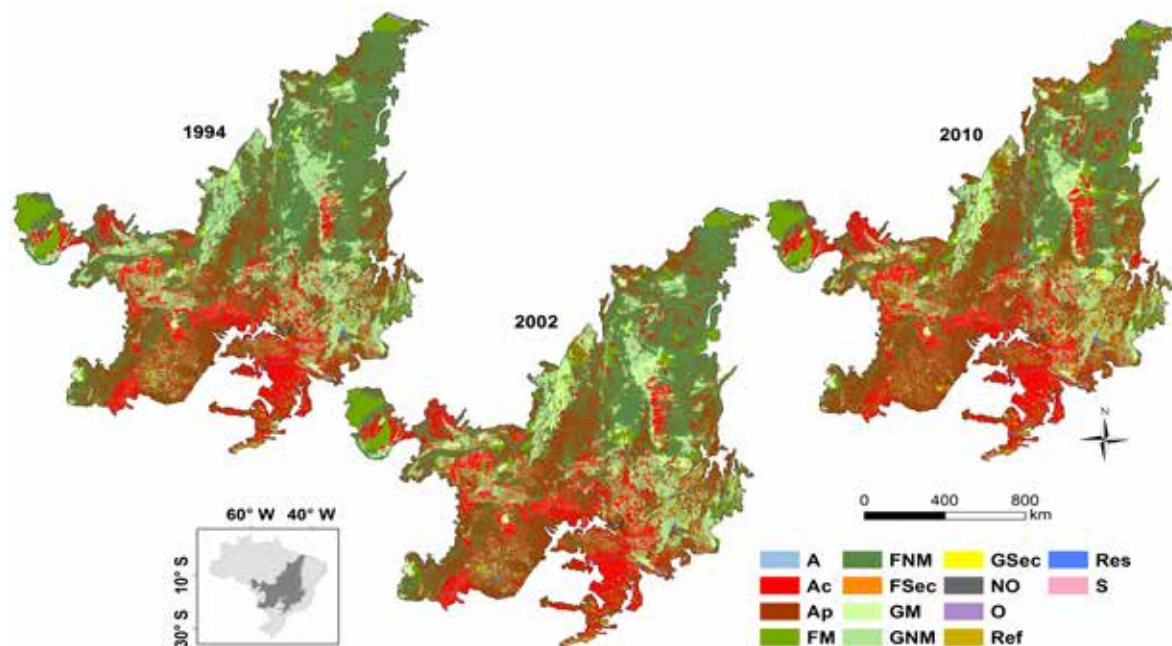 1994
2010
2002
N
0 400 800
km
60° W 40° W
10° S
30° S
A FNM GSec Res
Ac FSec NO S
Ap GM O
FM GNM Ref